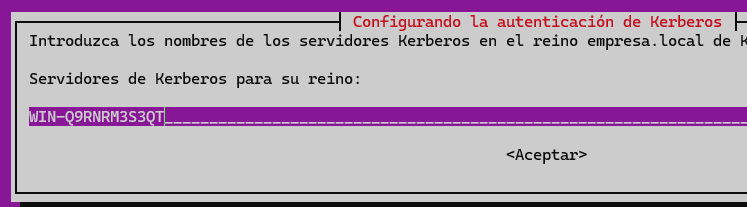 Configurando la autenticación de Kerberos
Introduzca los nombres de los servidores Kerberos en el reino empresa.local de
Servidores de Kerberos para su reino:
WIN-Q9RNRM3S3QT
<Aceptar>